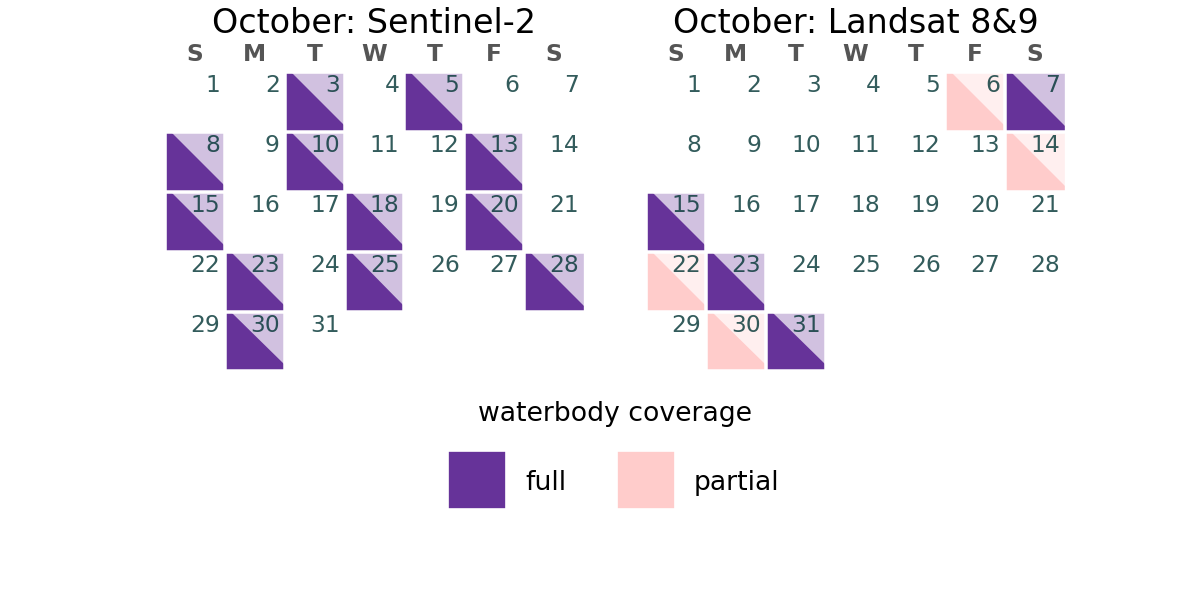 October: Sentinel-2
S M T W T F S
1 2 3 4 5 6 7
8 9 10 11 12 13 14
15 16 17 18 19 20 21
22 23 24 25 26 27 28
29 30 31
October: Landsat 8&9
S M T W T F S
1 2 3 4 5 6 7
8 9 10 11 12 13 14
15 16 17 18 19 20 21
22 23 24 25 26 27 28
29 30 31
waterbody coverage
full
partial